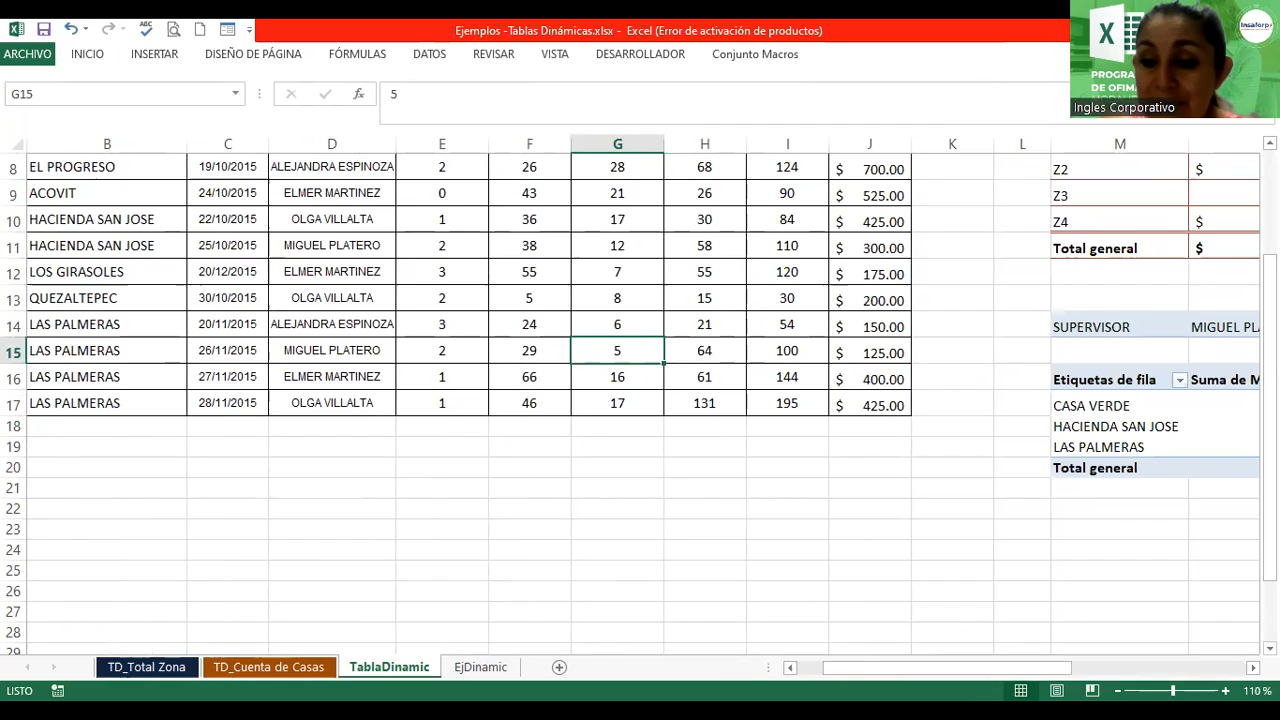 Ejemplos -Tablas Dinámicas.xlsx - Excel (Error de activación de productos)
ARCHIVO INICIO INSERTAR DISEÑO DE PÁGINA FÓRMULAS DATOS REVISAR VISTA DESARROLLADOR Conjunto Macros
Insaforp
PROGRA
DE OFIM
Ingles Corporativo
G15 fx 5
B C D E F G H I J K L M
8 EL PROGRESO 19/10/2015 ALEJANDRA ESPINOZA 2 26 28 68 124 $ 700.00 Z2 $
9 ACOVIT 24/10/2015 ELMER MARTINEZ 0 43 21 26 90 $ 525.00 Z3
10 HACIENDA SAN JOSE 22/10/2015 OLGA VILLALTA 1 36 17 30 84 $ 425.00 Z4 $
11 HACIENDA SAN JOSE 25/10/2015 MIGUEL PLATERO 2 38 12 58 110 $ 300.00 Total general $
12 LOS GIRASOLES 20/12/2015 ELMER MARTINEZ 3 55 7 55 120 $ 175.00
13 QUEZALTEPEC 30/10/2015 OLGA VILLALTA 2 5 8 15 30 $ 200.00
14 LAS PALMERAS 20/11/2015 ALEJANDRA ESPINOZA 3 24 6 21 54 $ 150.00 SUPERVISOR MIGUEL PLA
15 LAS PALMERAS 26/11/2015 MIGUEL PLATERO 2 29 5 64 100 $ 125.00
16 LAS PALMERAS 27/11/2015 ELMER MARTINEZ 1 66 16 61 144 $ 400.00 Etiquetas de fila Suma de M
17 LAS PALMERAS 28/11/2015 OLGA VILLALTA 1 46 17 131 195 $ 425.00 CASA VERDE
18 HACIENDA SAN JOSE
19 LAS PALMERAS
20 Total general
21
22
23
24
25
26
27
28
29
TD_Total Zona TD_Cuenta de Casas TablaDinamic EjDinamic
LISTO 110 %